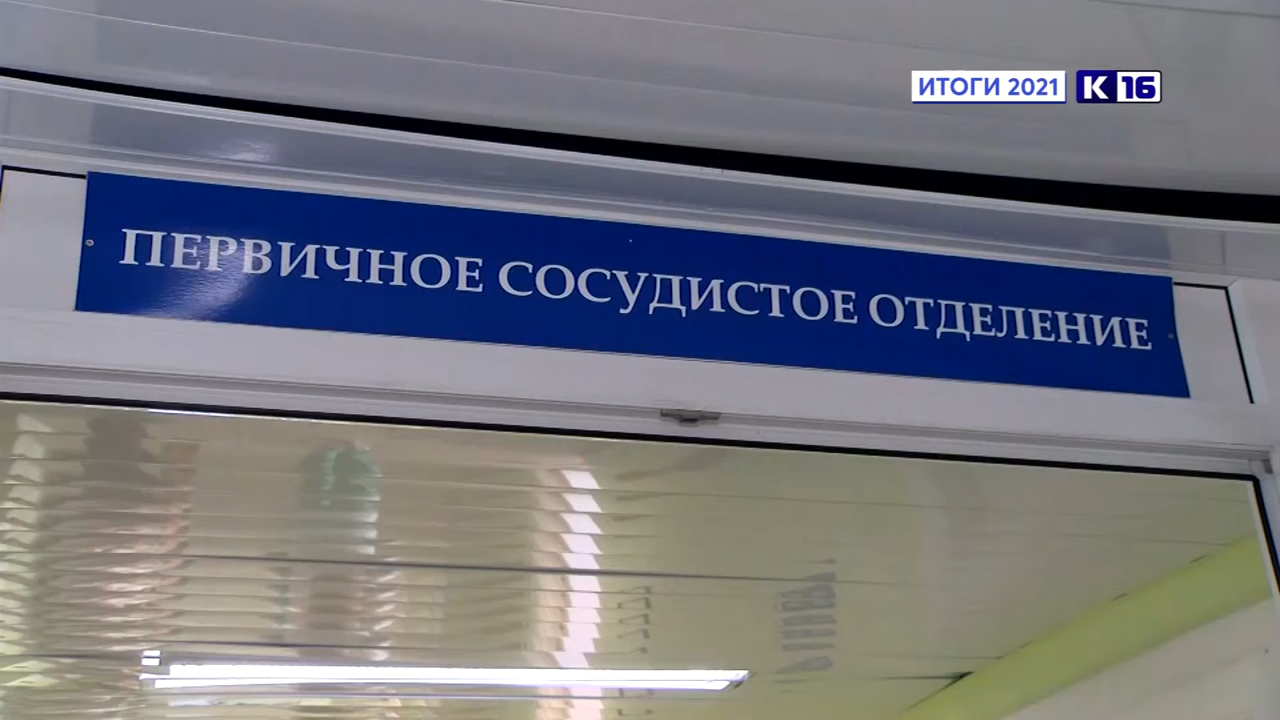 ИТОГИ 2021 К 16
ПЕРВИЧНОЕ СОСУДИСТОЕ ОТДЕЛЕНИЕ